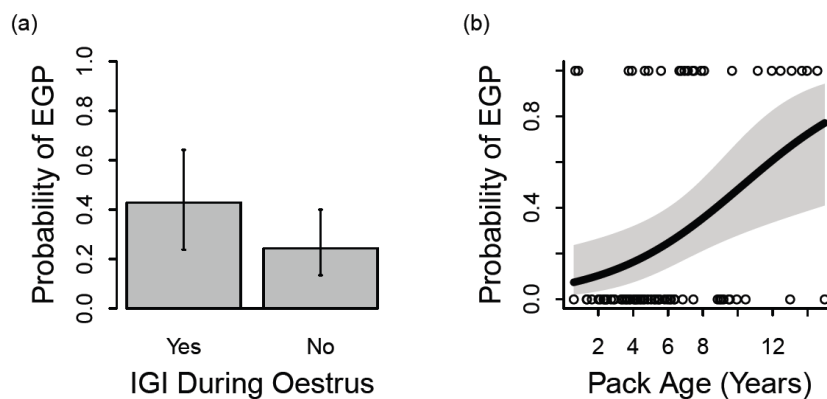 (a)
Probability of EGP
1.0
0.8
0.6
0.4
0.2
0.0
Yes No
IGI During Oestrus
(b)
Probability of EGP
0.8
0.4
0.0
2 4 6 8 12
Pack Age (Years)